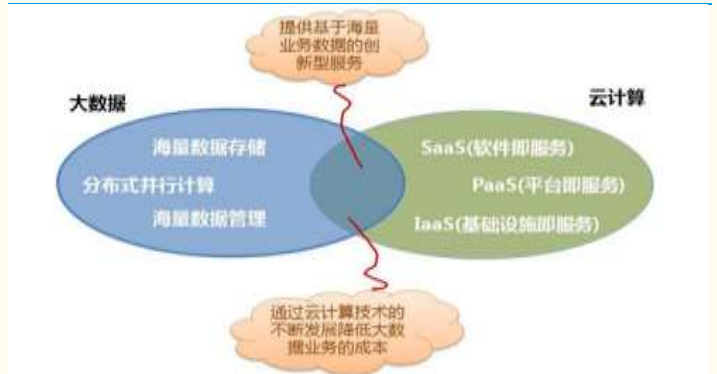 提供基于海量
业务数据的创
新型服务
大数据
云计算
海量数据存储
SaaS(软件即服务)
分布式并行计算
PaaS(平台即服务)
海量数据管理
IaaS(基础设施即服务)
通过云计算技术的
不断发展降低大数
据业务的成本